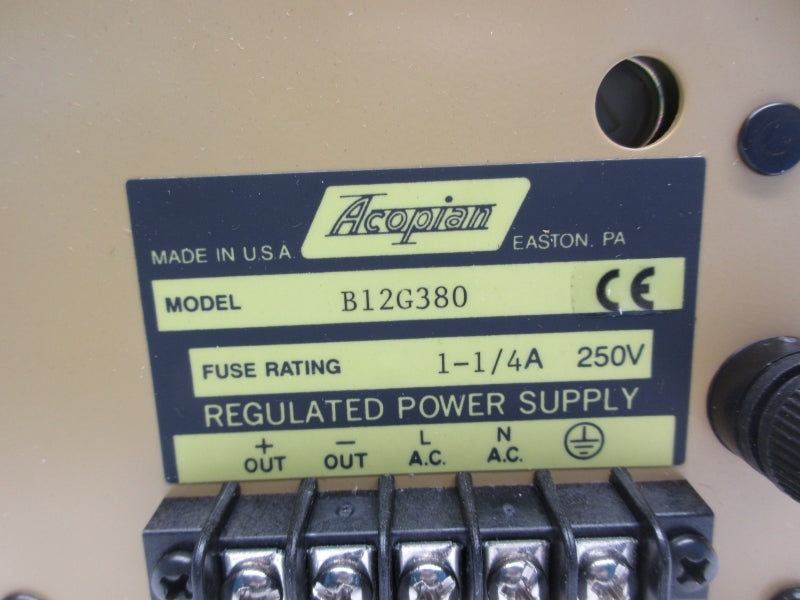 Acopian
MADE IN U.S.A. EASTON, PA
MODEL B12G380 CE
FUSE RATING 1-1/4A 250V
REGULATED POWER SUPPLY
+ − L N
OUT OUT A.C. A.C.